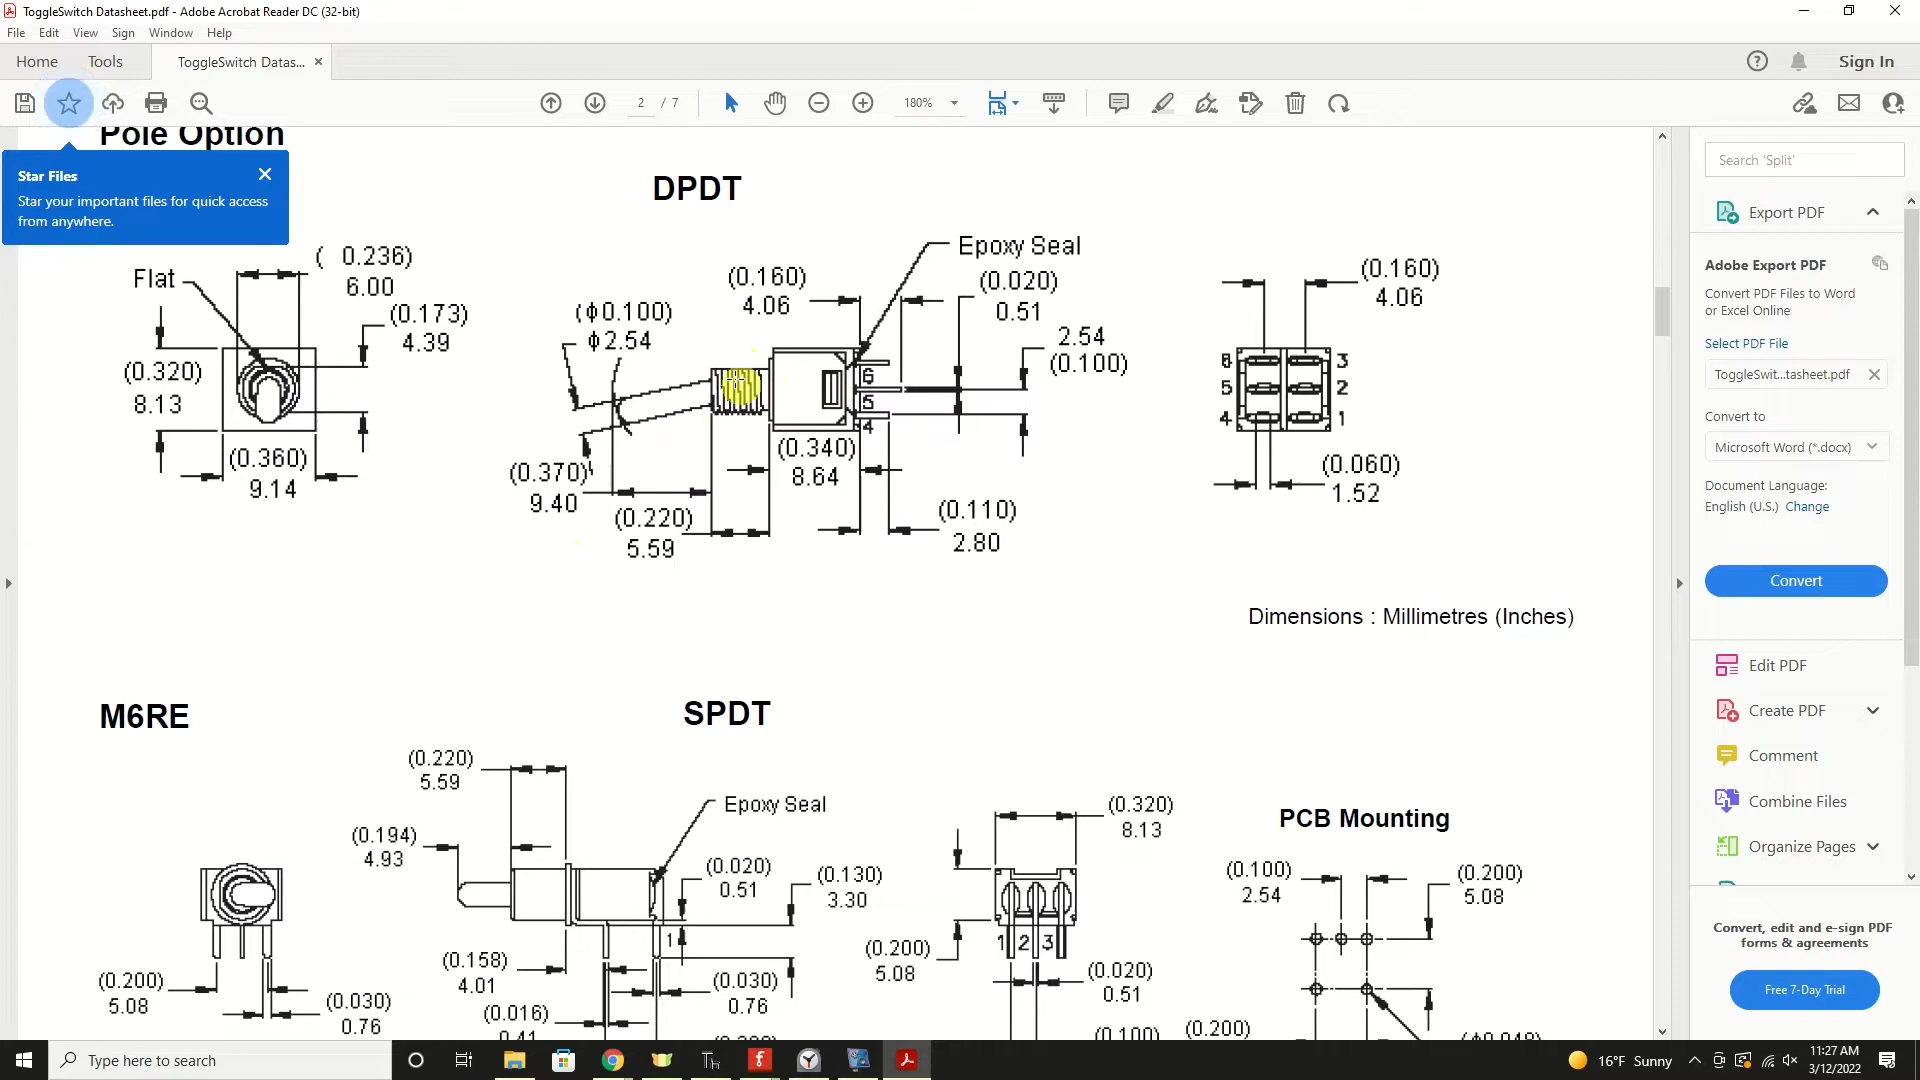 ToggleSwitch Datasheet.pdf - Adobe Acrobat Reader DC (32-bit)
File Edit View Sign Window Help
Home Tools ToggleSwitch Datas... Sign In
2 / 7 180%
Pole Option
Star Files
Star your important files for quick access
from anywhere.
DPDT
Flat
( 0.236)
6.00
(0.173)
4.39
(0.320)
8.13
(0.360)
9.14
Epoxy Seal
(0.160)
4.06
(0.020)
0.51
(ϕ0.100)
ϕ2.54
2.54
(0.100)
6
5
4
(0.340)
8.64
(0.370)
9.40
(0.220)
5.59
(0.110)
2.80
(0.160)
4.06
6 3
5 2
4 1
(0.060)
1.52
Dimensions : Millimetres (Inches)
M6RE
SPDT
(0.220)
5.59
Epoxy Seal
(0.194)
4.93
(0.020)
0.51
(0.130)
3.30
1
(0.200)
5.08
(0.030)
0.76
(0.158)
4.01
(0.030)
0.76
(0.016)
0.41
(0.320)
8.13
1 2 3
(0.200)
5.08
(0.020)
0.51
(0.100)
PCB Mounting
(0.100)
2.54
(0.200)
5.08
(0.200)
Search 'Split'
Export PDF
Adobe Export PDF
Convert PDF Files to Word
or Excel Online
Select PDF File
ToggleSwit...tasheet.pdf
Convert to
Microsoft Word (*.docx)
Document Language:
English (U.S.) Change
Convert
Edit PDF
Create PDF
Comment
Combine Files
Organize Pages
Convert, edit and e-sign PDF
forms & agreements
Free 7-Day Trial
Type here to search
16°F Sunny
11:27 AM
3/12/2022